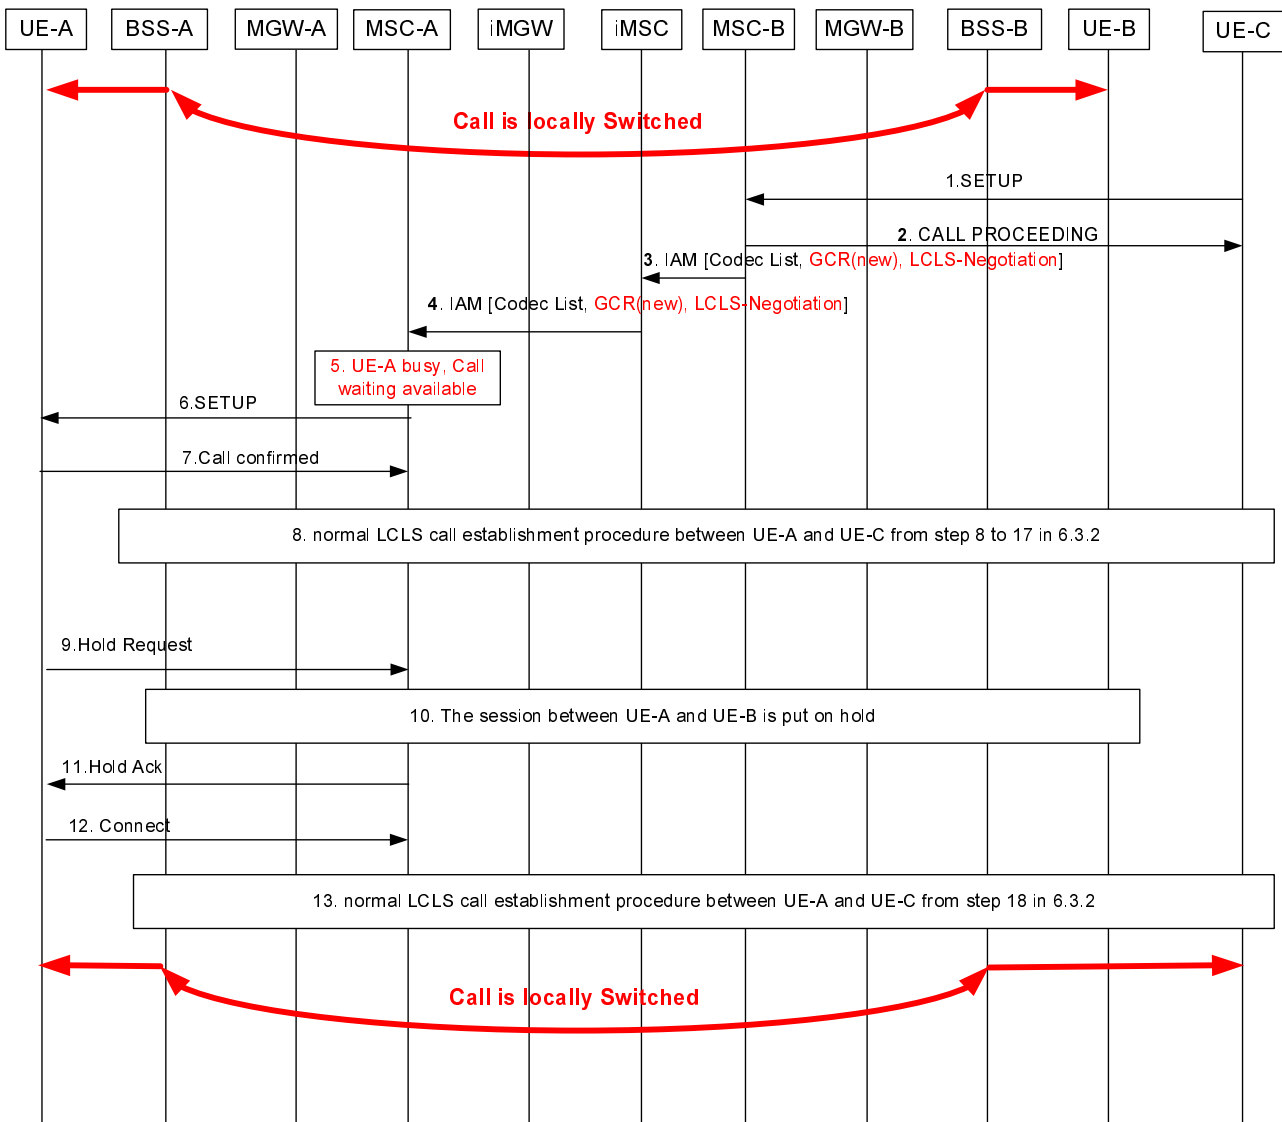 UE-A BSS-A MGW-A MSC-A iMGW iMSC MSC-B MGW-B BSS-B UE-B UE-C
Call is locally Switched
1.SETUP
2. CALL PROCEEDING
3. IAM [Codec List, GCR(new), LCLS-Negotiation]
4. IAM [Codec List, GCR(new), LCLS-Negotiation]
5. UE-A busy, Call
waiting available
6.SETUP
7.Call confirmed
8. normal LCLS call establishment procedure between UE-A and UE-C from step 8 to 17 in 6.3.2
9.Hold Request
10. The session between UE-A and UE-B is put on hold
11.Hold Ack
12. Connect
13. normal LCLS call establishment procedure between UE-A and UE-C from step 18 in 6.3.2
Call is locally Switched